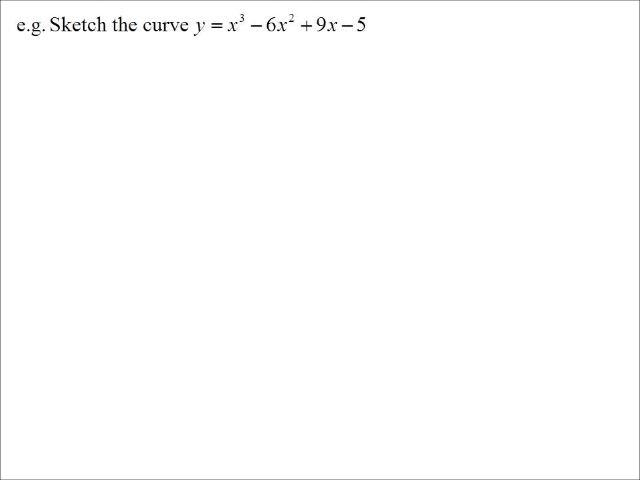 e.g. Sketch the curve y = x³ − 6x² + 9x − 5